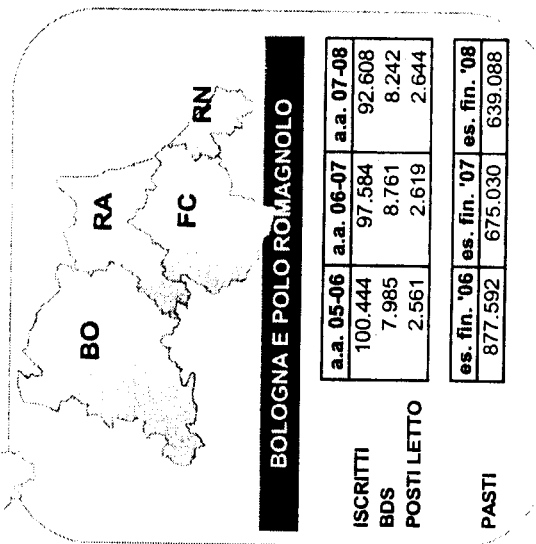 BO
RA
FC
RN
BOLOGNA E POLO ROMAGNOLO
a.a. 05-06 a.a. 06-07 a.a. 07-08
ISCRITTI 100.444 97.584 92.608
BDS 7.985 8.761 8.242
POSTI LETTO 2.561 2.619 2.644
es. fin. '06 es. fin. '07 es. fin. '08
PASTI 877.592 675.030 639.088